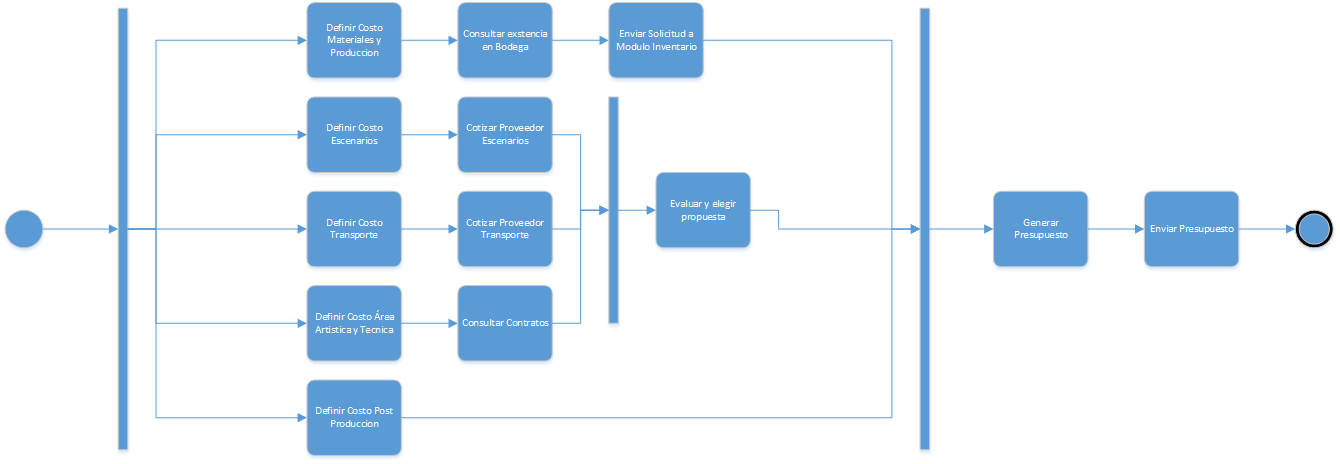 Definir Costo
Materiales y
Produccion
Consultar exstencia
en Bodega
Enviar Solicitud a
Modulo Inventario
Definir Costo
Escenarios
Cotizar Proveedor
Escenarios
Definir Costo
Transporte
Cotizar Proveedor
Transporte
Evaluar y elegir
propuesta
Generar
Presupuesto
Enviar Presupuesto
Definir Costo Área
Artistica y Tecnica
Consultar Contratos
Definir Costo Post
Produccion